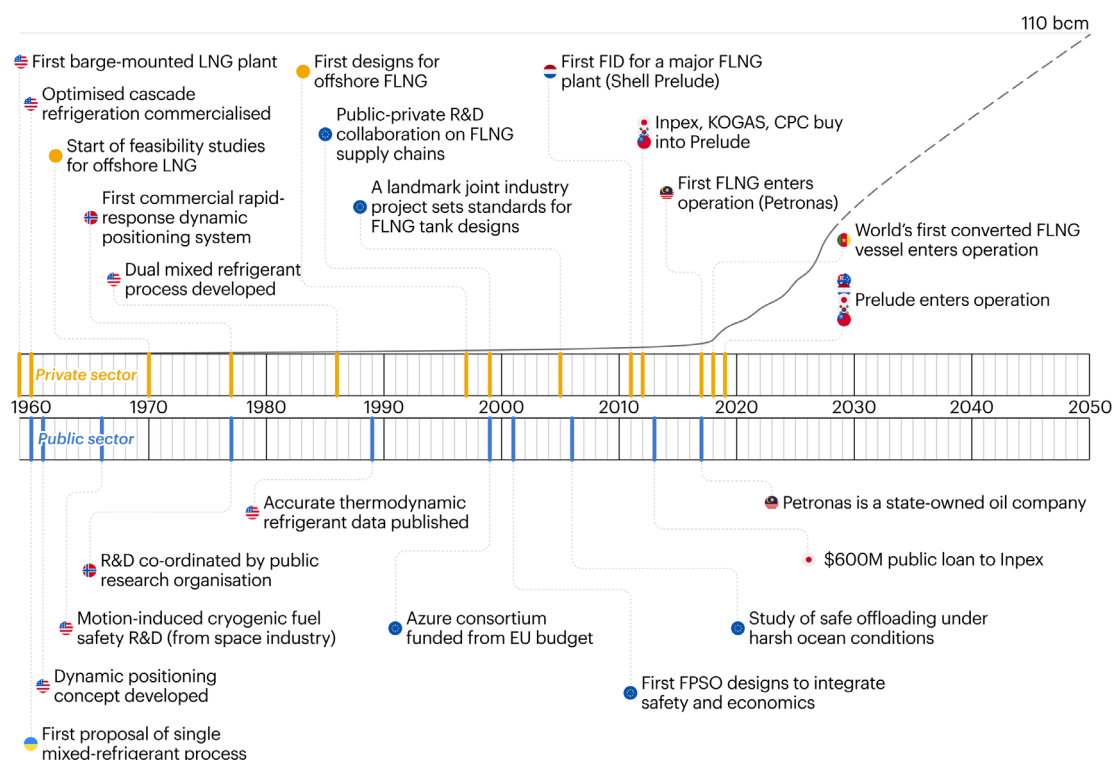 110 bcm
First barge-mounted LNG plant
Optimised cascade
refrigeration commercialised
Start of feasibility studies
for offshore LNG
First commercial rapid-
response dynamic
positioning system
Dual mixed refrigerant
process developed
First designs for
offshore FLNG
Public-private R&D
collaboration on FLNG
supply chains
A landmark joint industry
project sets standards for
FLNG tank designs
First FID for a major FLNG
plant (Shell Prelude)
Inpex, KOGAS, CPC buy
into Prelude
First FLNG enters
operation (Petronas)
World's first converted FLNG
vessel enters operation
Prelude enters operation
Private sector
1960 1970 1980 1990 2000 2010 2020 2030 2040 2050
Public sector
Accurate thermodynamic
refrigerant data published
Petronas is a state-owned oil company
R&D co-ordinated by public
research organisation
$600M public loan to Inpex
Motion-induced cryogenic fuel
safety R&D (from space industry)
Azure consortium
funded from EU budget
Study of safe offloading under
harsh ocean conditions
Dynamic positioning
concept developed
First FPSO designs to integrate
safety and economics
First proposal of single
mixed-refrigerant process